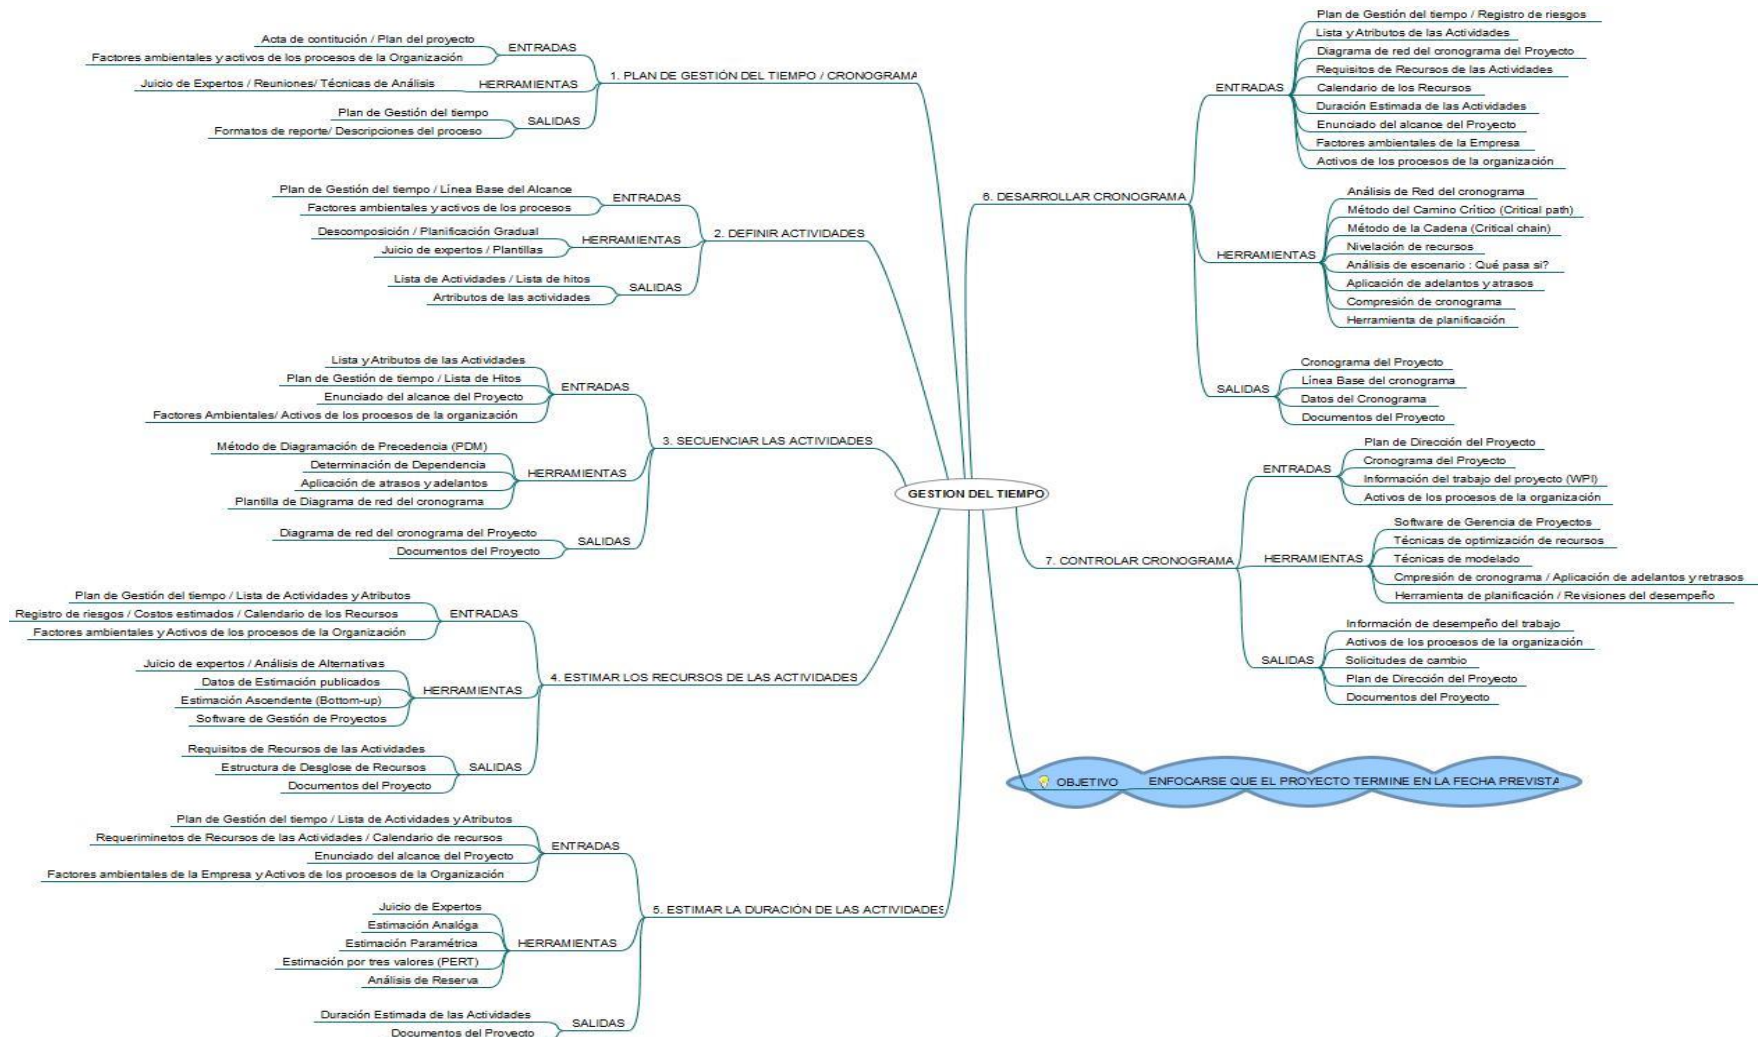 GESTION DEL TIEMPO
1. PLAN DE GESTIÓN DEL TIEMPO / CRONOGRAMA
ENTRADAS
Acta de contitución / Plan del proyecto
Factores ambientales y activos de los procesos de la Organización
HERRAMIENTAS
Juicio de Expertos / Reuniones/ Técnicas de Análisis
SALIDAS
Plan de Gestión del tiempo
Formatos de reporte/ Descripciones del proceso
2. DEFINIR ACTIVIDADES
ENTRADAS
Plan de Gestión del tiempo / Línea Base del Alcance
Factores ambientales y activos de los procesos
HERRAMIENTAS
Descomposición / Planificación Gradual
Juicio de expertos / Plantillas
SALIDAS
Lista de Actividades / Lista de hitos
Artributos de las actividades
3. SECUENCIAR LAS ACTIVIDADES
ENTRADAS
Lista y Atributos de las Actividades
Plan de Gestión de tiempo / Lista de Hitos
Enunciado del alcance del Proyecto
Factores Ambientales/ Activos de los procesos de la organización
HERRAMIENTAS
Método de Diagramación de Precedencia (PDM)
Determinación de Dependencia
Aplicación de atrasos y adelantos
Plantilla de Diagrama de red del cronograma
SALIDAS
Diagrama de red del cronograma del Proyecto
Documentos del Proyecto
4. ESTIMAR LOS RECURSOS DE LAS ACTIVIDADES
ENTRADAS
Plan de Gestión del tiempo / Lista de Actividades y Atributos
Registro de riesgos / Costos estimados / Calendario de los Recursos
Factores ambientales y Activos de los procesos de la Organización
HERRAMIENTAS
Juicio de expertos / Análisis de Alternativas
Datos de Estimación publicados
Estimación Ascendente (Bottom-up)
Software de Gestión de Proyectos
SALIDAS
Requisitos de Recursos de las Actividades
Estructura de Desglose de Recursos
Documentos del Proyecto
5. ESTIMAR LA DURACIÓN DE LAS ACTIVIDADES
ENTRADAS
Plan de Gestión del tiempo / Lista de Actividades y Atributos
Requeriminetos de Recursos de las Actividades / Calendario de recursos
Enunciado del alcance del Proyecto
Factores ambientales de la Empresa y Activos de los procesos de la Organización
HERRAMIENTAS
Juicio de Expertos
Estimación Analóga
Estimación Paramétrica
Estimación por tres valores (PERT)
Análisis de Reserva
SALIDAS
Duración Estimada de las Actividades
Documentos del Proyecto
6. DESARROLLAR CRONOGRAMA
ENTRADAS
Plan de Gestión del tiempo / Registro de riesgos
Lista y Atributos de las Actividades
Diagrama de red del cronograma del Proyecto
Requisitos de Recursos de las Actividades
Calendario de los Recursos
Duración Estimada de las Actividades
Enunciado del alcance del Proyecto
Factores ambientales de la Empresa
Activos de los procesos de la organización
HERRAMIENTAS
Análisis de Red del cronograma
Método del Camino Crítico (Critical path)
Método de la Cadena (Critical chain)
Nivelación de recursos
Análisis de escenario : Qué pasa si?
Aplicación de adelantos y atrasos
Compresión de cronograma
Herramienta de planificación
SALIDAS
Cronograma del Proyecto
Línea Base del cronograma
Datos del Cronograma
Documentos del Proyecto
7. CONTROLAR CRONOGRAMA
ENTRADAS
Plan de Dirección del Proyecto
Cronograma del Proyecto
Información del trabajo del proyecto (WPI)
Activos de los procesos de la organización
HERRAMIENTAS
Software de Gerencia de Proyectos
Técnicas de optimización de recursos
Técnicas de modelado
Cmpresión de cronograma / Aplicación de adelantos y retrasos
Herramienta de planificación / Revisiones del desempeño
SALIDAS
Información de desempeño del trabajo
Activos de los procesos de la organización
Solicitudes de cambio
Plan de Dirección del Proyecto
Documentos del Proyecto
OBJETIVO
ENFOCARSE QUE EL PROYECTO TERMINE EN LA FECHA PREVISTA